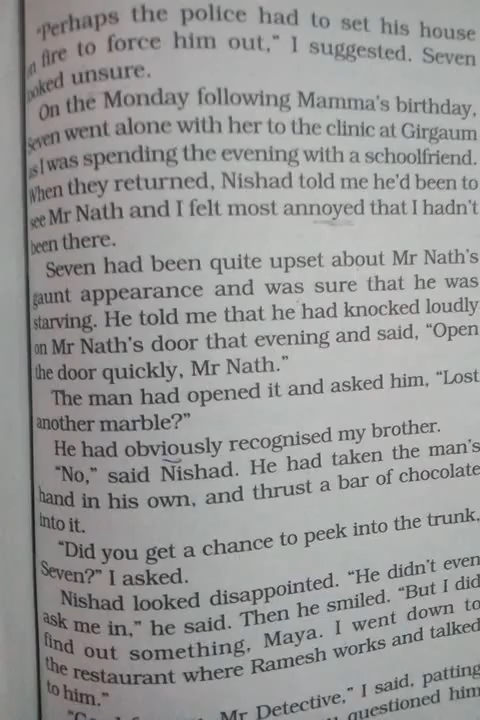 "Perhaps the police had to set his house
on fire to force him out," I suggested. Seven
looked unsure.
On the Monday following Mamma's birthday,
Seven went alone with her to the clinic at Girgaum
as I was spending the evening with a schoolfriend.
When they returned, Nishad told me he'd been to
see Mr Nath and I felt most annoyed that I hadn't
been there.
Seven had been quite upset about Mr Nath's
gaunt appearance and was sure that he was
starving. He told me that he had knocked loudly
on Mr Nath's door that evening and said, "Open
the door quickly, Mr Nath."
The man had opened it and asked him, "Lost
another marble?"
He had obviously recognised my brother.
"No," said Nishad. He had taken the man's
hand in his own, and thrust a bar of chocolate
into it.
"Did you get a chance to peek into the trunk,
Seven?" I asked.
Nishad looked disappointed. "He didn't even
ask me in," he said. Then he smiled. "But I did
find out something, Maya. I went down to
the restaurant where Ramesh works and talked
to him."
Mr Detective," I said, patting
questioned him